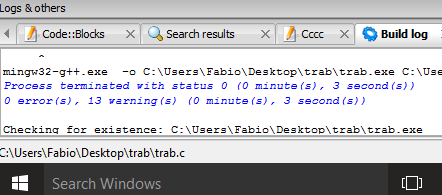 Logs & others
Code::Blocks
Search results
Cccc
Build log
^
mingw32-g++.exe  -o C:\Users\Fabio\Desktop\trab\trab.exe C:\Use
Process terminated with status 0 (0 minute(s), 3 second(s))
0 error(s), 13 warning(s) (0 minute(s), 3 second(s))
Checking for existence: C:\Users\Fabio\Desktop\trab\trab.exe
C:\Users\Fabio\Desktop\trab\trab.c
Search Windows